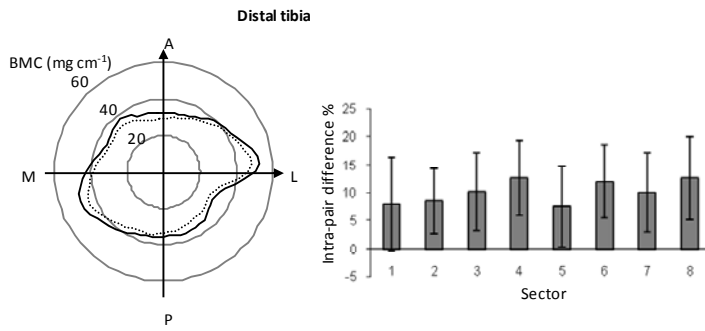 Distal tibia
A
BMC (mg cm⁻¹)
60
40
20
M
L
P
Intra-pair difference %
25
20
15
10
5
0
-5
1 2 3 4 5 6 7 8
Sector